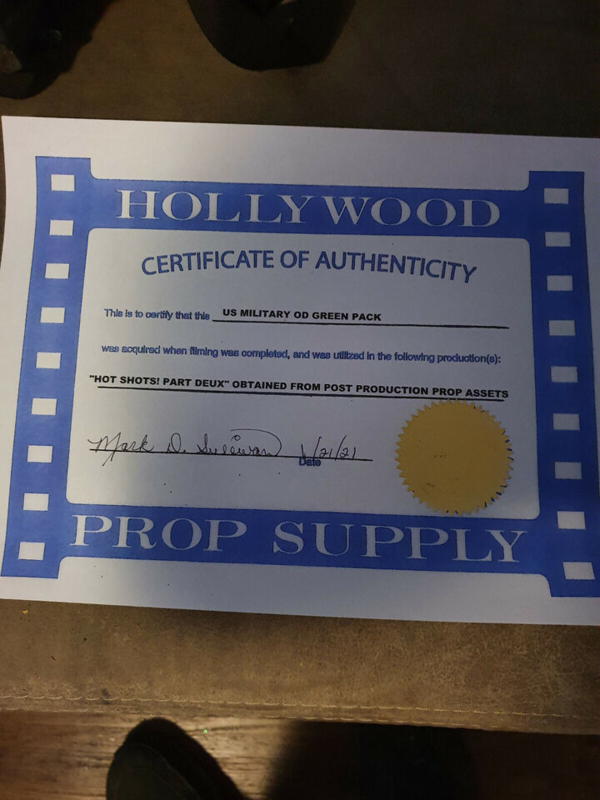 HOLLYWOOD
CERTIFICATE OF AUTHENTICITY
This is to certify that this US MILITARY OD GREEN PACK
was acquired when filming was completed, and was utilized in the following production(s):
"HOT SHOTS! PART DEUX" OBTAINED FROM POST PRODUCTION PROP ASSETS
Mark D. Sullivan 1/21/21
Date
PROP SUPPLY